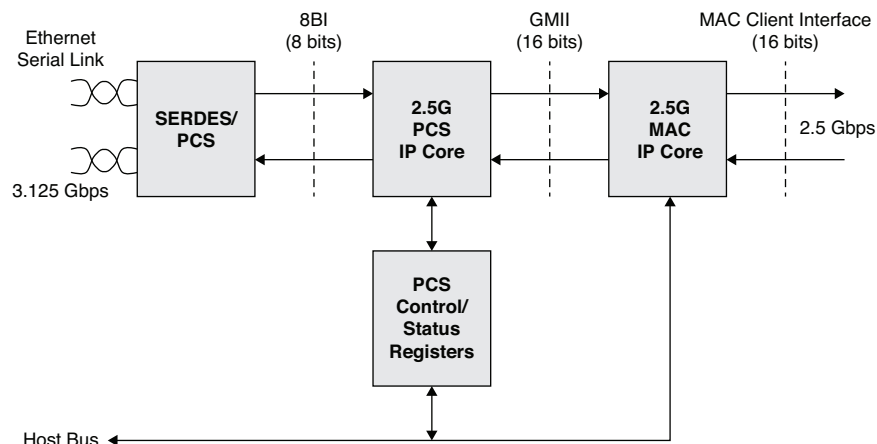 Ethernet
Serial Link
8BI
(8 bits)
GMII
(16 bits)
MAC Client Interface
(16 bits)
SERDES/
PCS
2.5G
PCS
IP Core
2.5G
MAC
IP Core
2.5 Gbps
3.125 Gbps
PCS
Control/
Status
Registers
Host Bus